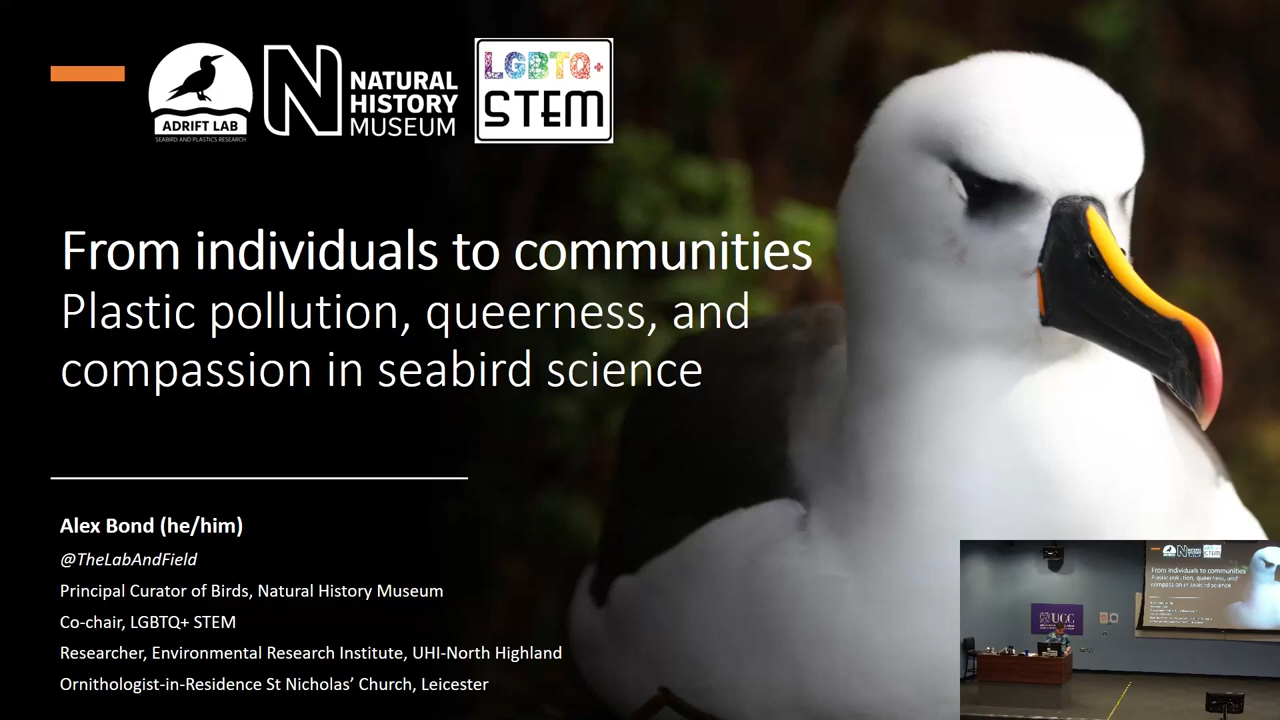 ADRIFT LAB
SEABIRD AND PLASTICS RESEARCH
N
NATURAL
HISTORY
MUSEUM
LGBTQ+
STEM
From individuals to communities
Plastic pollution, queerness, and
compassion in seabird science
Alex Bond (he/him)
@TheLabAndField
Principal Curator of Birds, Natural History Museum
Co-chair, LGBTQ+ STEM
Researcher, Environmental Research Institute, UHI-North Highland
Ornithologist-in-Residence St Nicholas’ Church, Leicester
From individuals to communities
Plastic pollution, queerness, and
compassion in seabird science
UCC